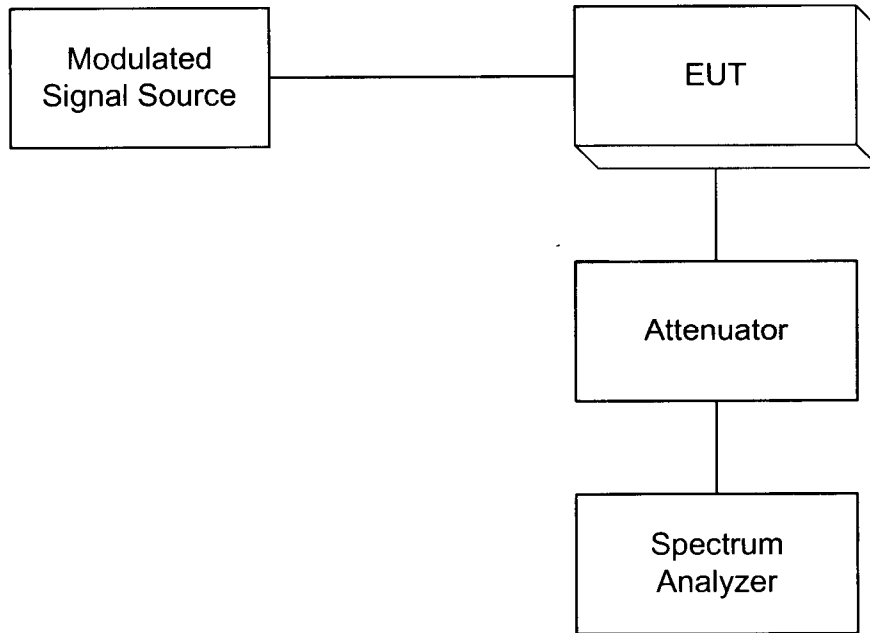 Modulated
Signal Source
EUT
Attenuator
Spectrum
Analyzer